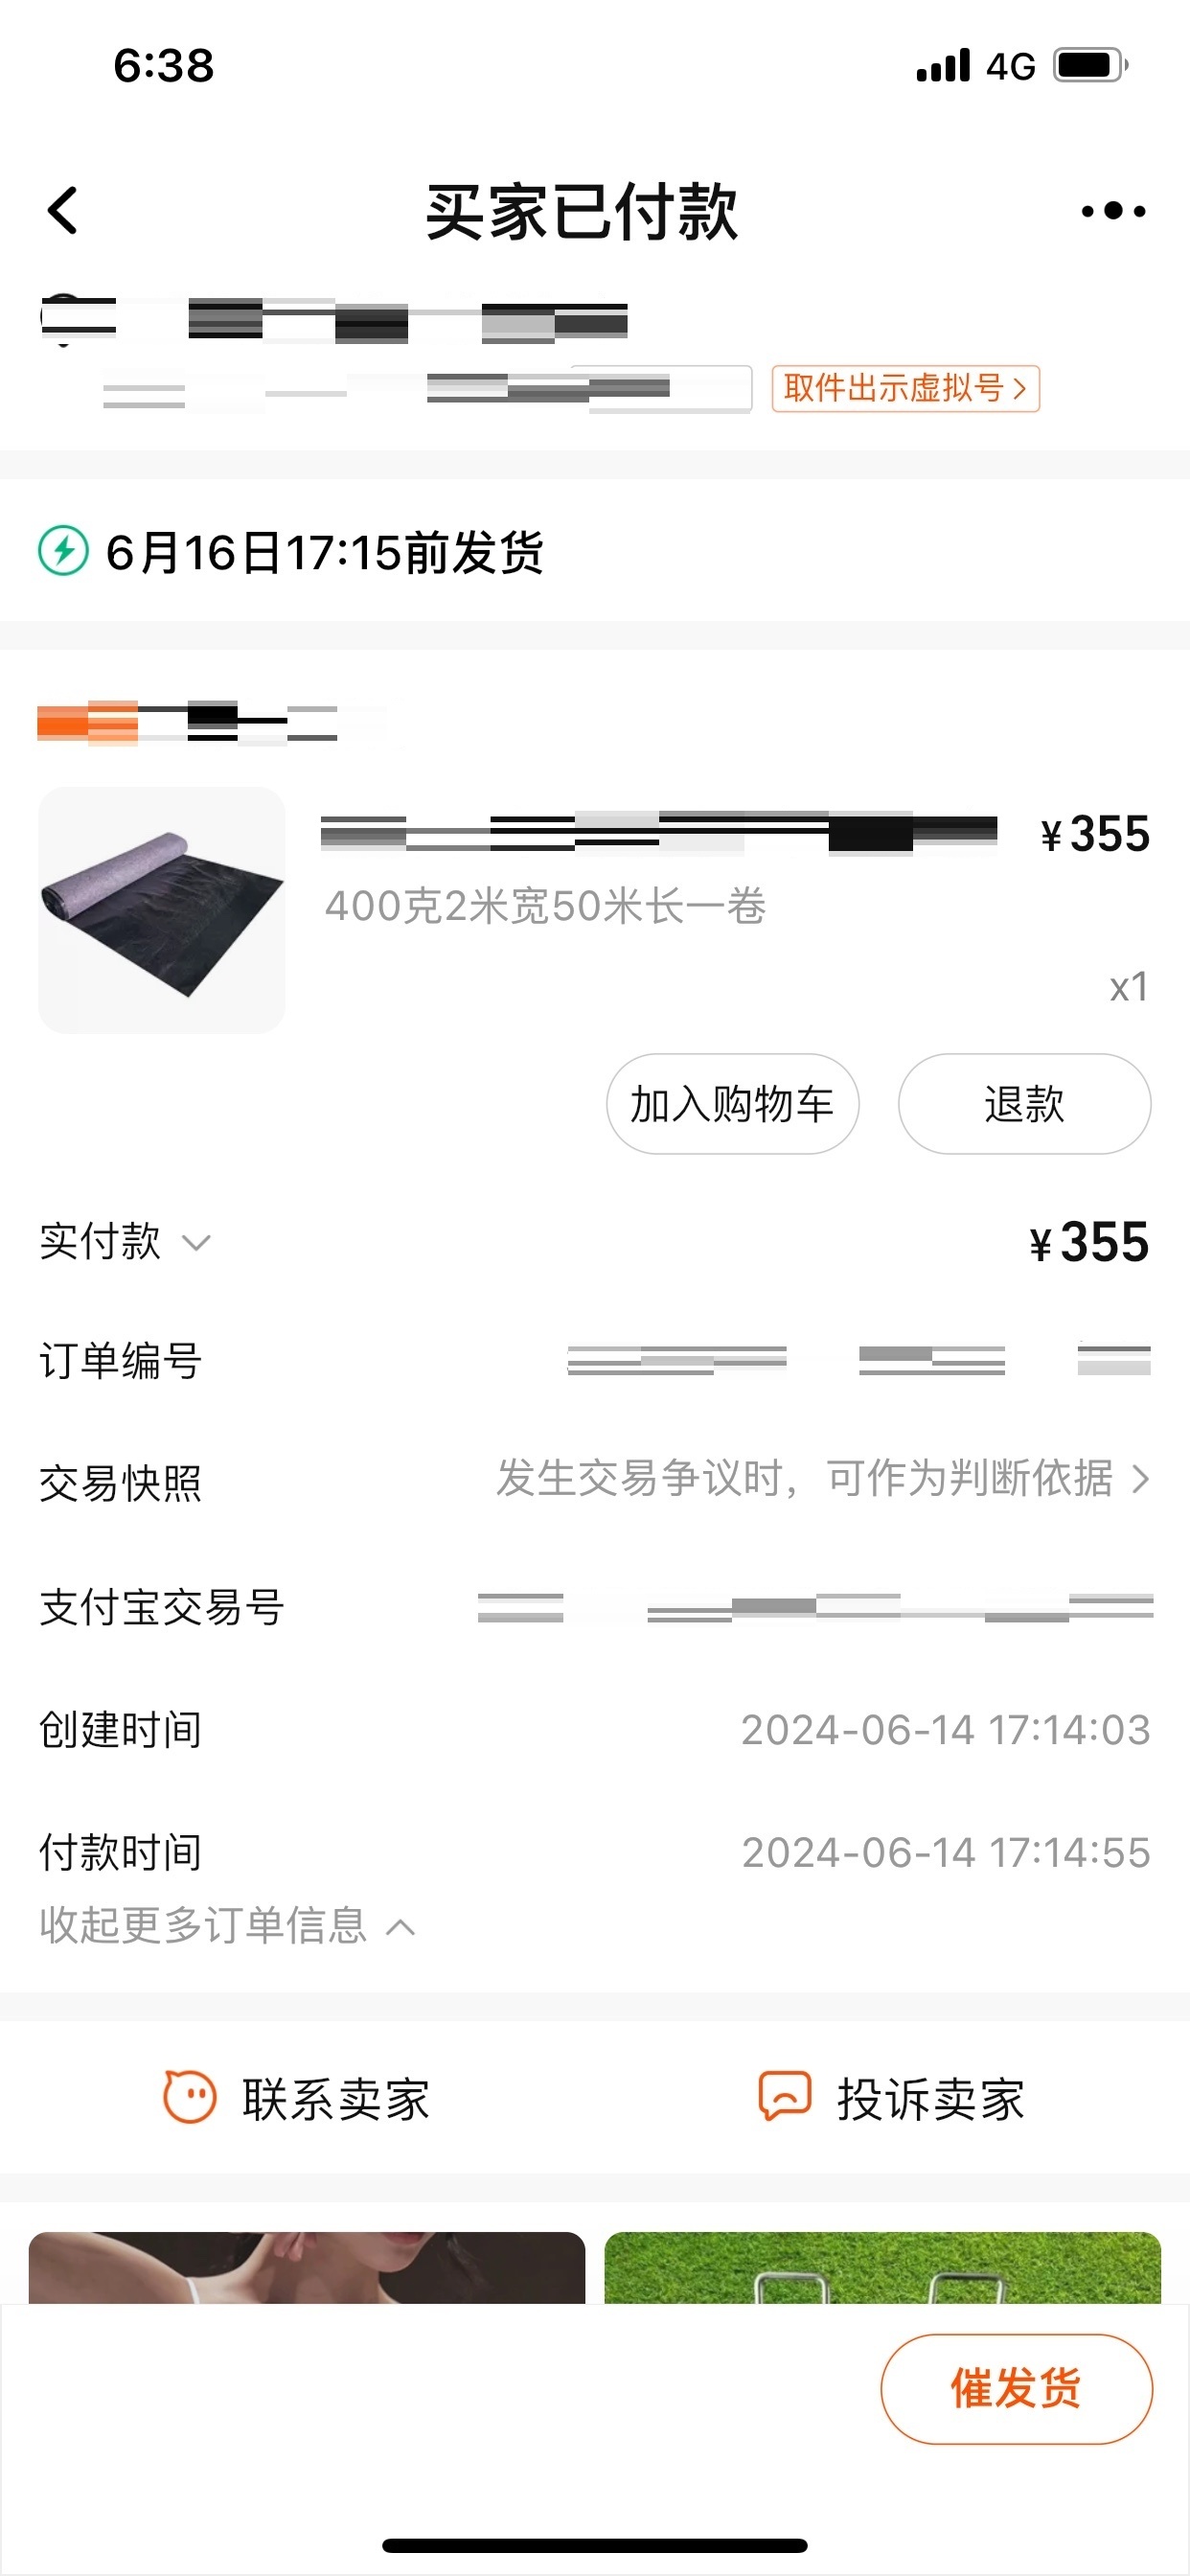 6:38
4G
买家已付款
取件出示虚拟号
6月16日17:15前发货
¥355
400克2米宽50米长一卷
x1
加入购物车
退款
实付款
¥355
订单编号
交易快照
发生交易争议时，可作为判断依据
支付宝交易号
创建时间
2024-06-14 17:14:03
付款时间
2024-06-14 17:14:55
收起更多订单信息
联系卖家
投诉卖家
催发货